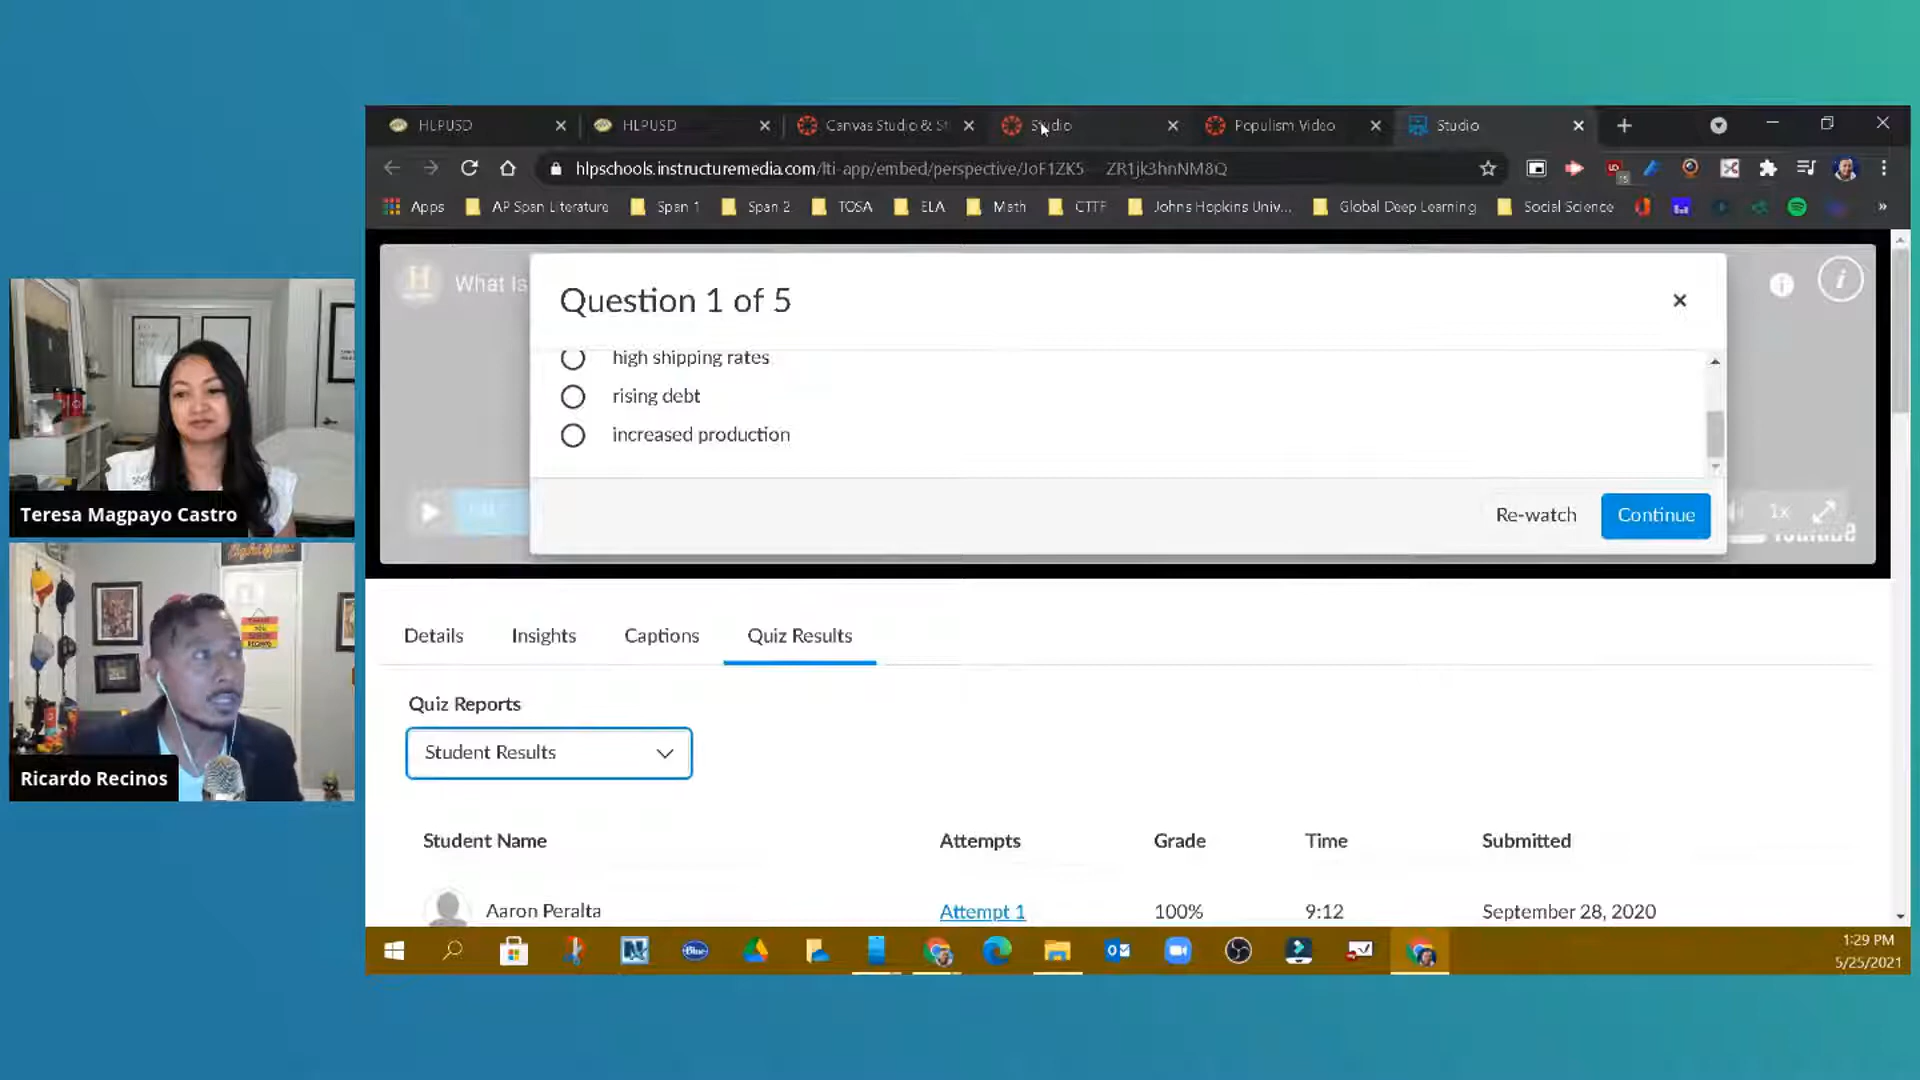 HLPUSD
HLPUSD
Canvas Studio & St
Studio
Populism Video
Studio
hlpschools.instructuremedia.com/lti-app/embed/perspective/JoF1ZK5 ZR1jk3hnNM8Q
Apps
AP Span Literature
Span 1
Span 2
TOSA
ELA
Math
CTTF
Johns Hopkins Univ...
Global Deep Learning
Social Science
»
H
What Is
Question 1 of 5
high shipping rates
rising debt
increased production
Re-watch
Continue
1x
YouTube
Details
Insights
Captions
Quiz Results
Quiz Reports
Student Results
Student Name
Attempts
Grade
Time
Submitted
Aaron Peralta
Attempt 1
100%
9:12
September 28, 2020
Teresa Magpayo Castro
Ricardo Recinos
Blue
1:29 PM
5/25/2021